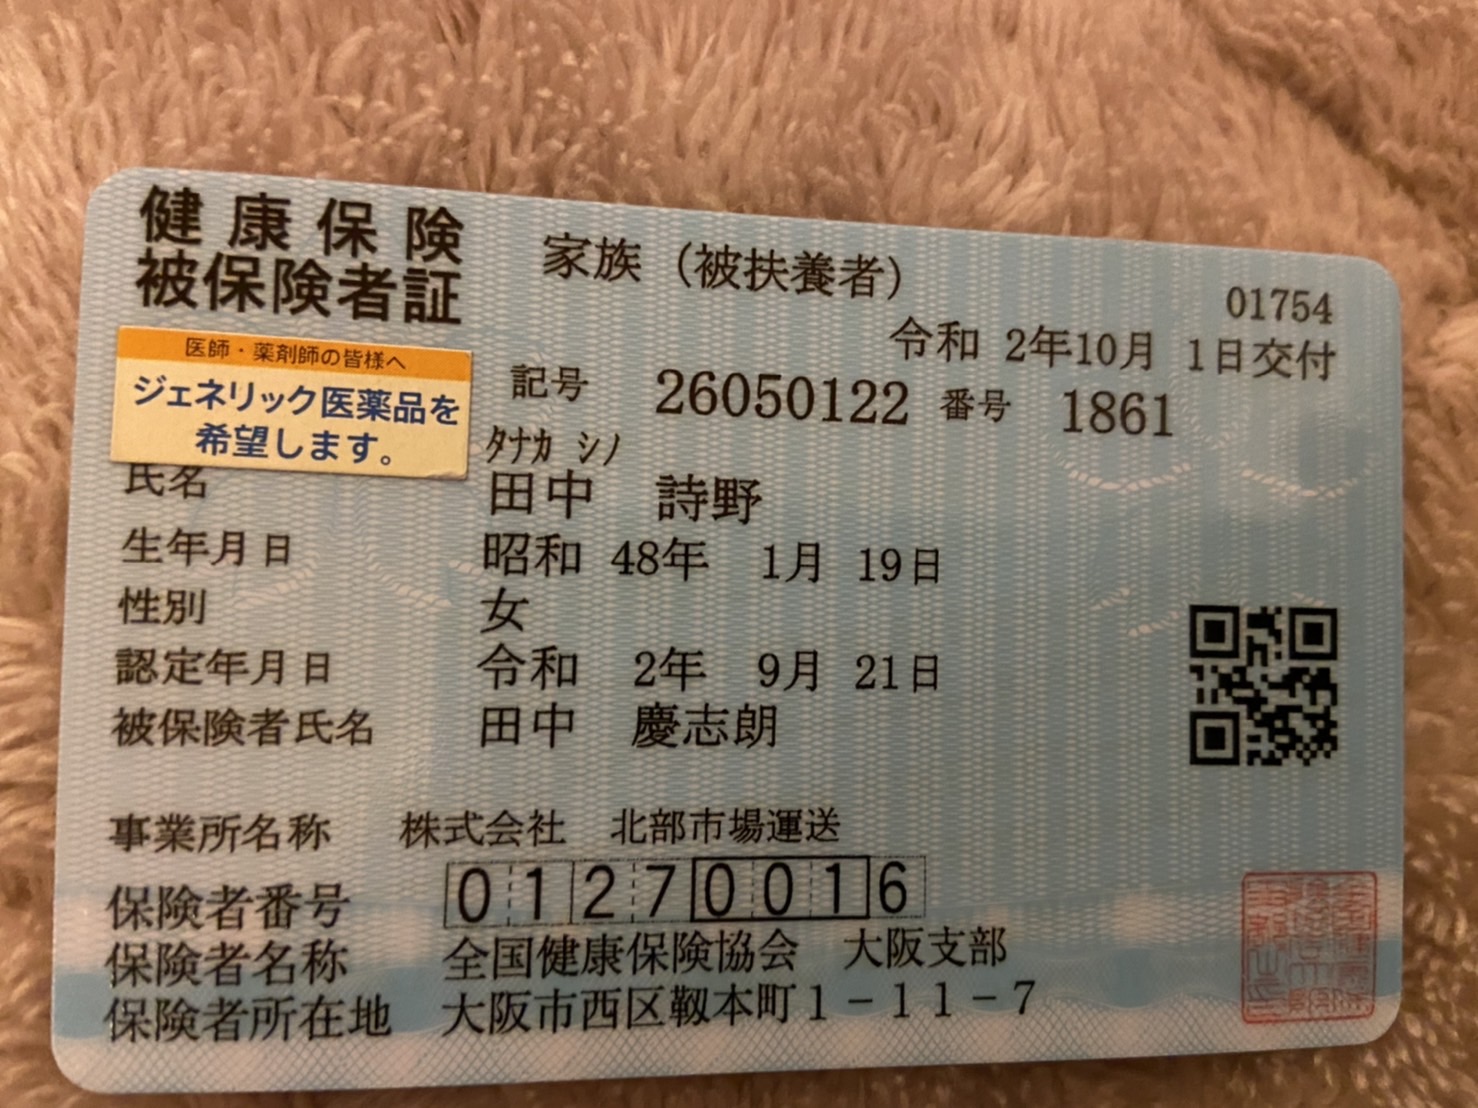 健康保険
被保険者証
家族（被扶養者）
01754
令和 2年10月 1日交付
医師・薬剤師の皆様へ
ジェネリック医薬品を
希望します。
記号 26050122 番号 1861
タナカ シノ
氏名 田中 詩野
生年月日 昭和 48年 1月 19日
性別 女
認定年月日 令和 2年 9月 21日
被保険者氏名 田中 慶志朗
事業所名称 株式会社 北部市場運送
保険者番号 01270016
保険者名称 全国健康保険協会 大阪支部
保険者所在地 大阪市西区靱本町1-11-7